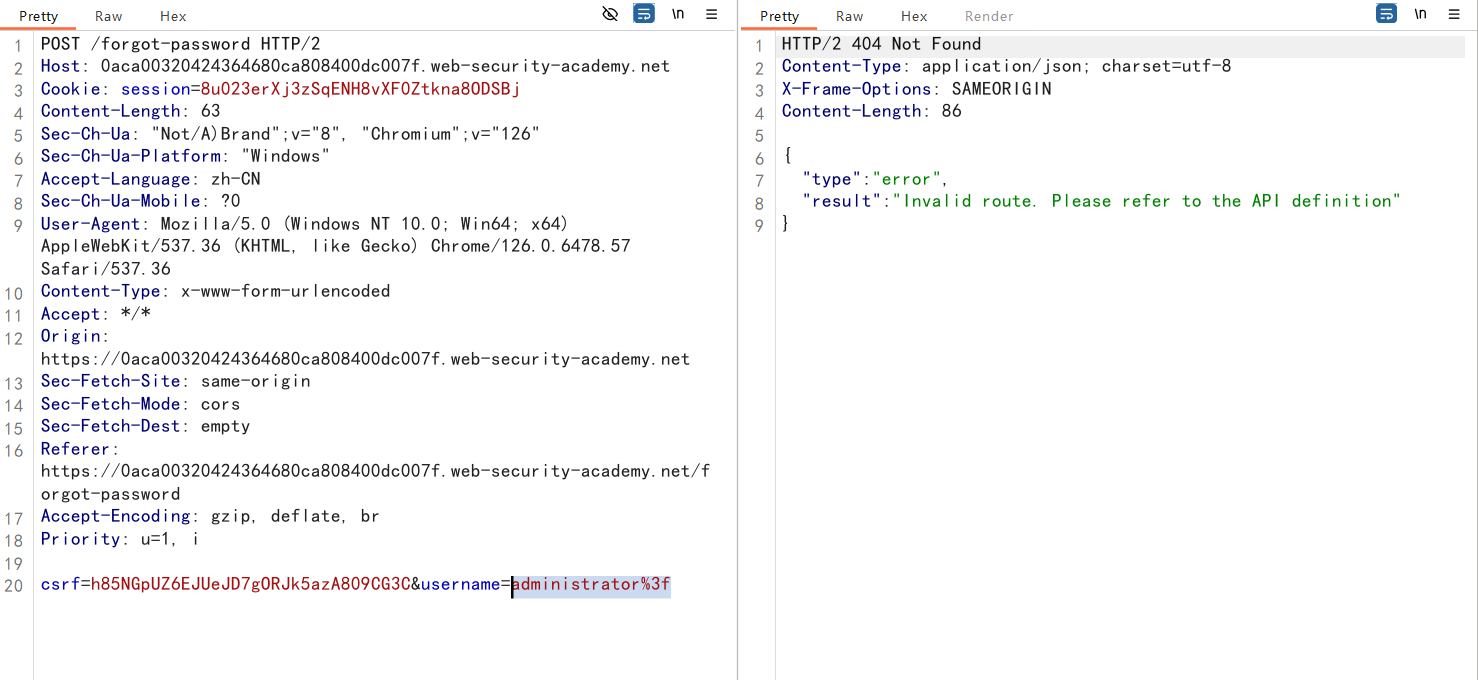 Pretty Raw Hex \n
1 POST /forgot-password HTTP/2
2 Host: 0aca00320424364680ca808400dc007f.web-security-academy.net
3 Cookie: session=8u023erXj3zSqENH8vXF0Ztkna8ODSBj
4 Content-Length: 63
5 Sec-Ch-Ua: "Not/A)Brand";v="8", "Chromium";v="126"
6 Sec-Ch-Ua-Platform: "Windows"
7 Accept-Language: zh-CN
8 Sec-Ch-Ua-Mobile: ?0
9 User-Agent: Mozilla/5.0 (Windows NT 10.0; Win64; x64)
AppleWebKit/537.36 (KHTML, like Gecko) Chrome/126.0.6478.57
Safari/537.36
10 Content-Type: x-www-form-urlencoded
11 Accept: */*
12 Origin:
https://0aca00320424364680ca808400dc007f.web-security-academy.net
13 Sec-Fetch-Site: same-origin
14 Sec-Fetch-Mode: cors
15 Sec-Fetch-Dest: empty
16 Referer:
https://0aca00320424364680ca808400dc007f.web-security-academy.net/f
orgot-password
17 Accept-Encoding: gzip, deflate, br
18 Priority: u=1, i
19
20 csrf=h85NGpUZ6EJUeJD7gORJk5azA8O9CG3C&username=administrator%3f
Pretty Raw Hex Render \n
1 HTTP/2 404 Not Found
2 Content-Type: application/json; charset=utf-8
3 X-Frame-Options: SAMEORIGIN
4 Content-Length: 86
5
6 {
7 "type":"error",
8 "result":"Invalid route. Please refer to the API definition"
9 }